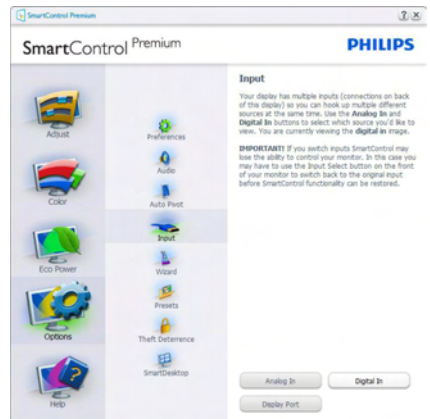 SmartControl Premium
SmartControl Premium
PHILIPS
Adjust
Color
Eco Power
Options
Help
Preferences
Audio
Auto Pivot
Input
Wizard
Presets
Theft Deterrence
SmartDesktop
Input
Your display has multiple inputs (connections on back
of this display) so you can hook up multiple different
sources at the same time. Use the Analog In and
Digital In buttons to select which source you'd like to
view. You are currently viewing the digital in image.
IMPORTANT! If you switch inputs SmartControl may
lose the ability to control your monitor. In this case you
may have to use the Input Select button on the front
of your monitor to switch back to the original input
before SmartControl functionality can be restored.
Analog In
Digital In
Display Port